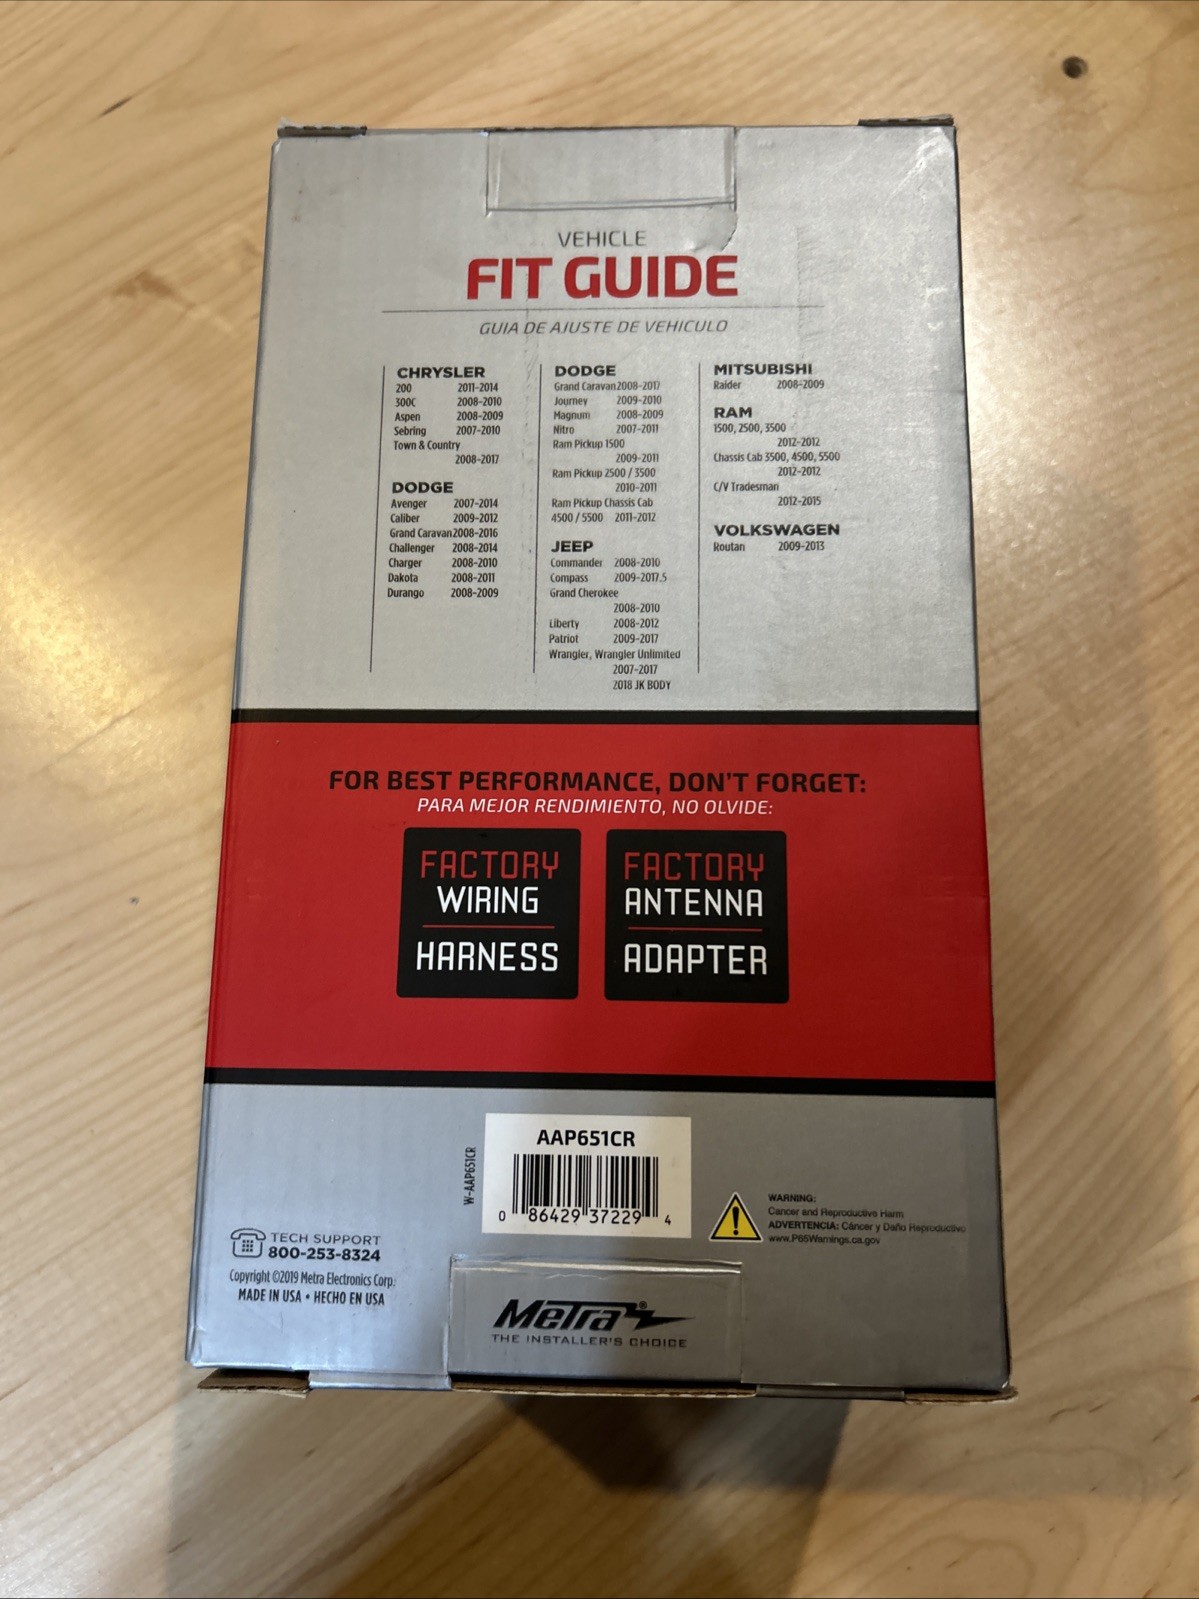 VEHICLE
FIT GUIDE
GUIA DE AJUSTE DE VEHICULO
CHRYSLER
200 2011-2014
300C 2008-2010
Aspen 2008-2009
Sebring 2007-2010
Town & Country
2008-2017
DODGE
Avenger 2007-2014
Caliber 2009-2012
Grand Caravan 2008-2016
Challenger 2008-2014
Charger 2008-2010
Dakota 2008-2011
Durango 2008-2009
DODGE
Grand Caravan 2008-2017
Journey 2009-2010
Magnum 2008-2009
Nitro 2007-2011
Ram Pickup 1500
2009-2011
Ram Pickup 2500 / 3500
2010-2011
Ram Pickup Chassis Cab
4500 / 5500 2011-2012
JEEP
Commander 2008-2010
Compass 2009-2017.5
Grand Cherokee
2008-2010
Liberty 2008-2012
Patriot 2009-2017
Wrangler, Wrangler Unlimited
2007-2017
2018 JK BODY
MITSUBISHI
Raider 2008-2009
RAM
1500, 2500, 3500
2012-2012
Chassis Cab 3500, 4500, 5500
2012-2012
C/V Tradesman
2012-2015
VOLKSWAGEN
Routan 2009-2013
FOR BEST PERFORMANCE, DON'T FORGET:
PARA MEJOR RENDIMIENTO, NO OLVIDE:
FACTORY
WIRING
HARNESS
FACTORY
ANTENNA
ADAPTER
AAP651CR
W-AAP651CR
0 86429 37229 4
WARNING:
Cancer and Reproductive Harm
ADVERTENCIA: Cáncer y Daño Reproductivo
www.P65Warnings.ca.gov
TECH SUPPORT
800-253-8324
Copyright ©2019 Metra Electronics Corp.
MADE IN USA • HECHO EN USA
Metra®
THE INSTALLER'S CHOICE